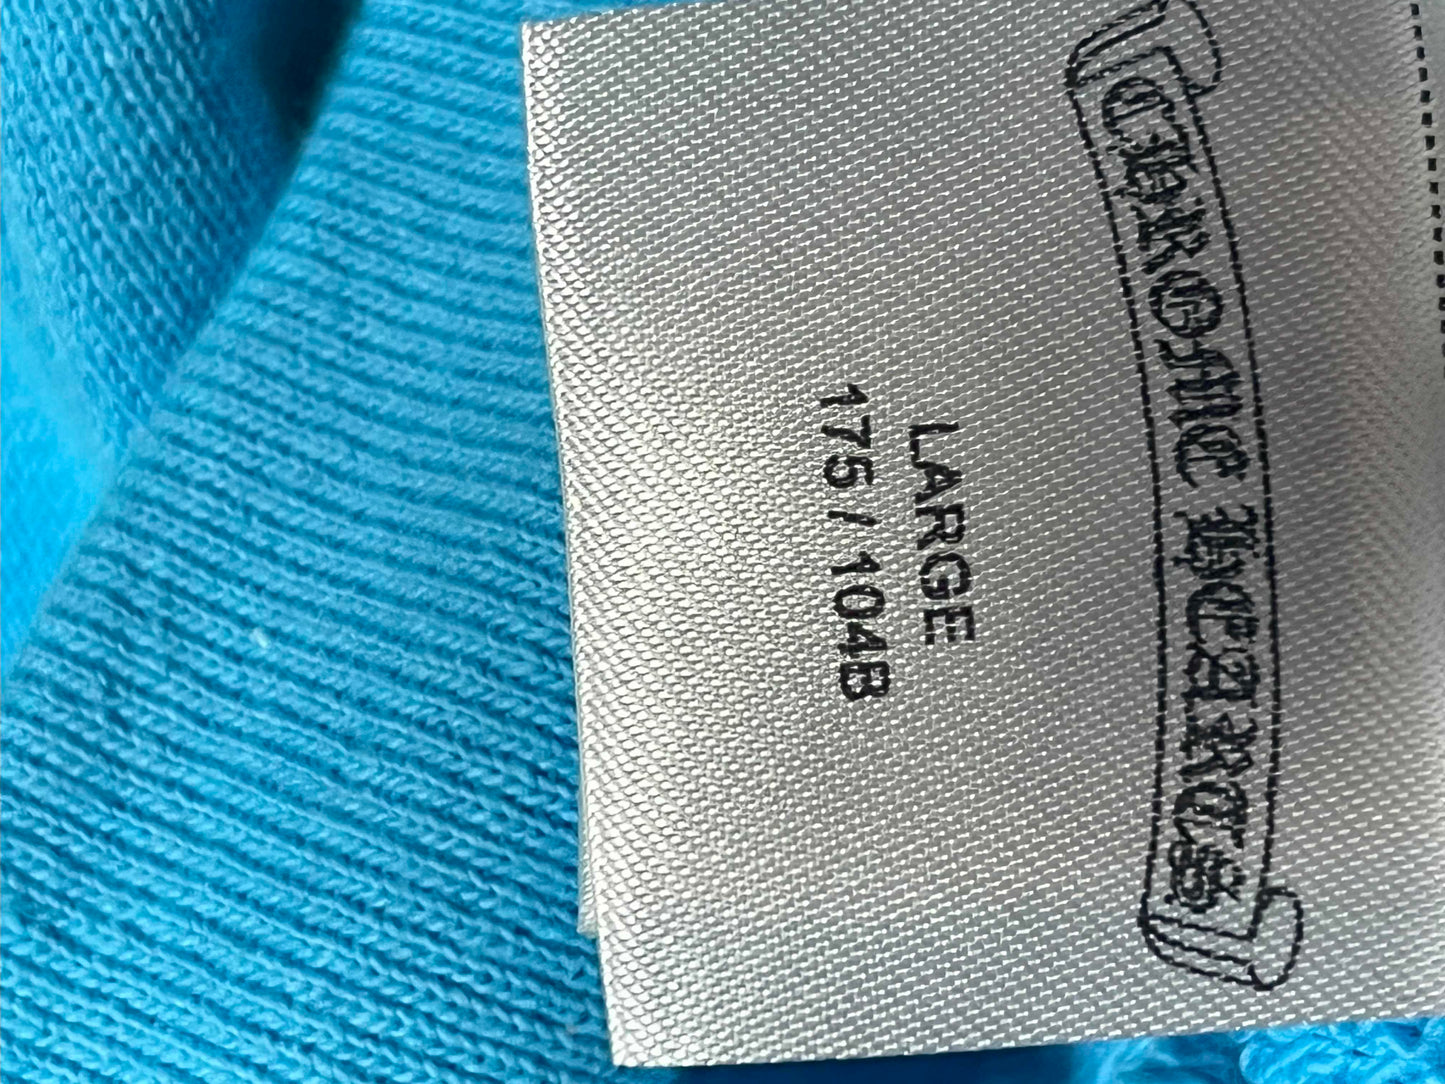 CHROME HEARTS
LARGE
175 / 104B